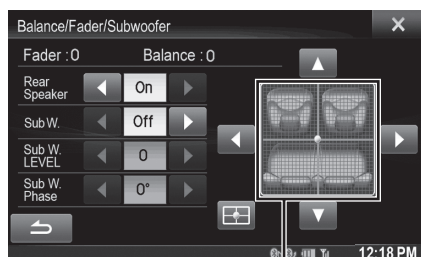 Balance/Fader/Subwoofer
Fader :0 Balance :0
Rear Speaker On
Sub W. Off
Sub W. LEVEL 0
Sub W. Phase 0°
12:18 PM